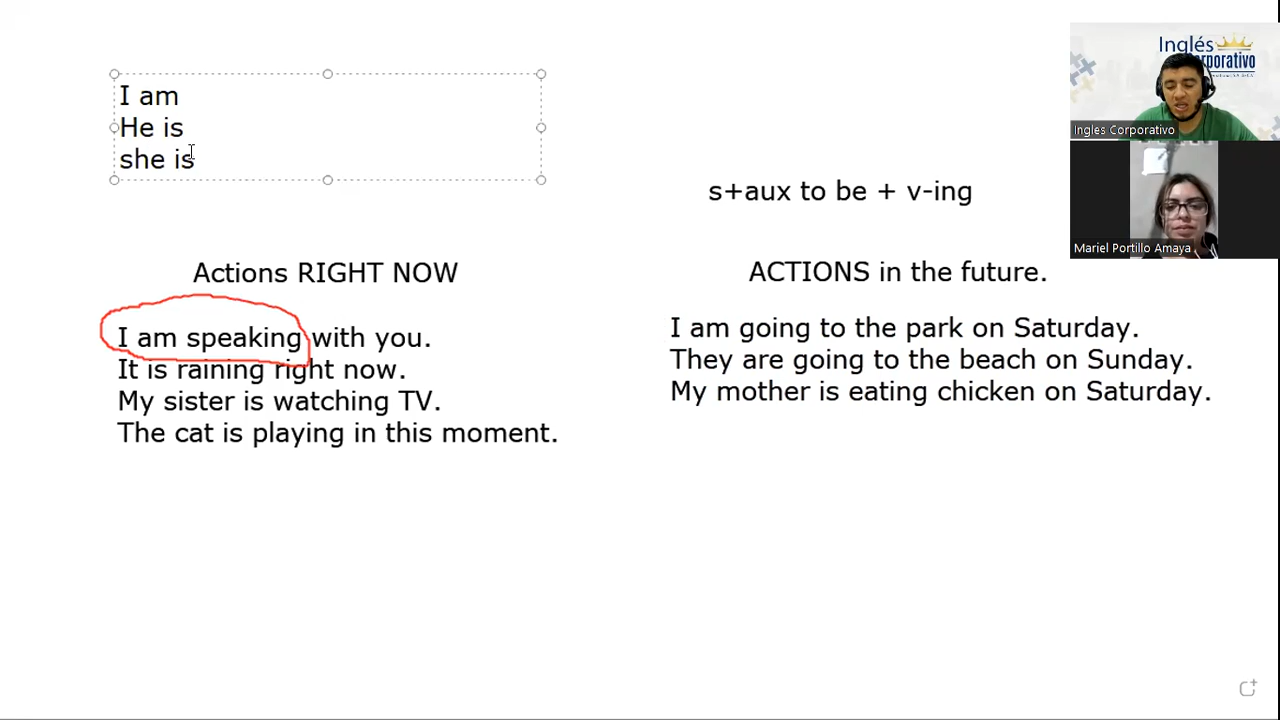 I am
He is
she is
s+aux to be + v-ing
Actions RIGHT NOW
I am speaking with you.
It is raining right now.
My sister is watching TV.
The cat is playing in this moment.
ACTIONS in the future.
I am going to the park on Saturday.
They are going to the beach on Sunday.
My mother is eating chicken on Saturday.
Inglés
Corporativo
Ingles Corporativo
Mariel Portillo Amaya